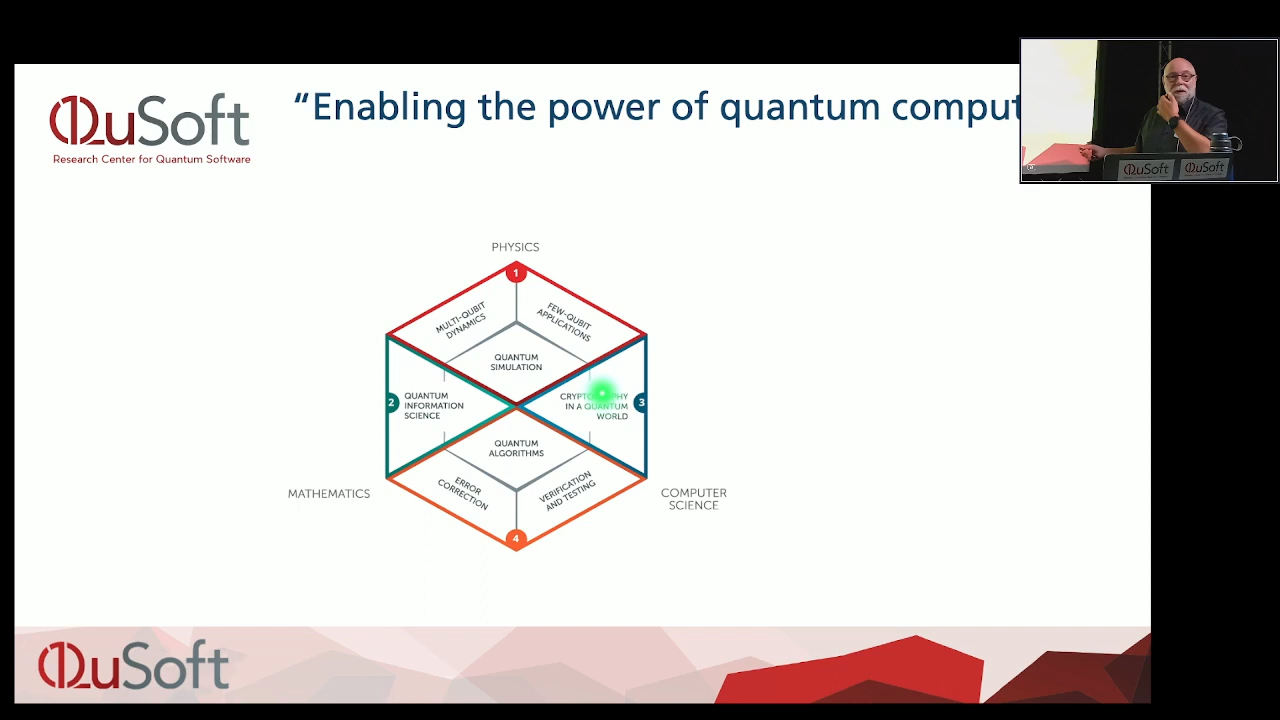 QuSoft
Research Center for Quantum Software
“Enabling the power of quantum comput
QuSoft QuSoft
PHYSICS
1
MULTI-QUBIT
DYNAMICS
FEW-QUBIT
APPLICATIONS
QUANTUM
SIMULATION
2
QUANTUM
INFORMATION
SCIENCE
IN A QUANTUM
WORLD
3
QUANTUM
ALGORITHMS
ERROR
CORRECTION
VERIFICATION
AND TESTING
4
MATHEMATICS
COMPUTER
SCIENCE
QuSoft